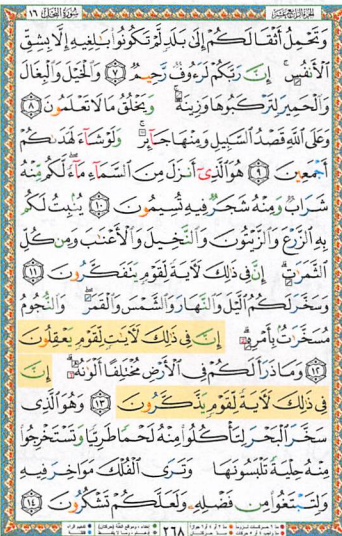 الجزء الرابع عشر سورة النحل ١٦
وَتَحْمِلُ أَثْقَالَكُمْ إِلَىٰ بَلَدٍ لَّمْ تَكُونُوا۟ بَـٰلِغِيهِ إِلَّا بِشِقِّ
ٱلْأَنفُسِ ۚ إِنَّ رَبَّكُمْ لَرَءُوفٌ رَّحِيمٌ ٧ وَٱلْخَيْلَ وَٱلْبِغَالَ
وَٱلْحَمِيرَ لِتَرْكَبُوهَا وَزِينَةً ۚ وَيَخْلُقُ مَا لَا تَعْلَمُونَ ٨
وَعَلَى ٱللَّهِ قَصْدُ ٱلسَّبِيلِ وَمِنْهَا جَآئِرٌ ۚ وَلَوْ شَآءَ لَهَدَىٰكُمْ
أَجْمَعِينَ ٩ هُوَ ٱلَّذِىٓ أَنزَلَ مِنَ ٱلسَّمَآءِ مَآءً ۖ لَّكُم مِّنْهُ
شَرَابٌ وَمِنْهُ شَجَرٌ فِيهِ تُسِيمُونَ ١٠ يُنۢبِتُ لَكُم
بِهِ ٱلزَّرْعَ وَٱلزَّيْتُونَ وَٱلنَّخِيلَ وَٱلْأَعْنَـٰبَ وَمِن كُلِّ
ٱلثَّمَرَٰتِ ۗ إِنَّ فِى ذَٰلِكَ لَـَٔايَةً لِّقَوْمٍ يَتَفَكَّرُونَ ١١
وَسَخَّرَ لَكُمُ ٱلَّيْلَ وَٱلنَّهَارَ وَٱلشَّمْسَ وَٱلْقَمَرَ ۖ وَٱلنُّجُومُ
مُسَخَّرَٰتٌۢ بِأَمْرِهِۦٓ ۗ إِنَّ فِى ذَٰلِكَ لَـَٔايَـٰتٍ لِّقَوْمٍ يَعْقِلُونَ
١٢ وَمَا ذَرَأَ لَكُمْ فِى ٱلْأَرْضِ مُخْتَلِفًا أَلْوَٰنُهُۥٓ ۗ إِنَّ
فِى ذَٰلِكَ لَـَٔايَةً لِّقَوْمٍ يَذَّكَّرُونَ ١٣ وَهُوَ ٱلَّذِى
سَخَّرَ ٱلْبَحْرَ لِتَأْكُلُوا۟ مِنْهُ لَحْمًا طَرِيًّا وَتَسْتَخْرِجُوا۟
مِنْهُ حِلْيَةً تَلْبَسُونَهَا وَتَرَى ٱلْفُلْكَ مَوَاخِرَ فِيهِ
وَلِتَبْتَغُوا۟ مِن فَضْلِهِۦ وَلَعَلَّكُمْ تَشْكُرُونَ ١٤
٢٦٨